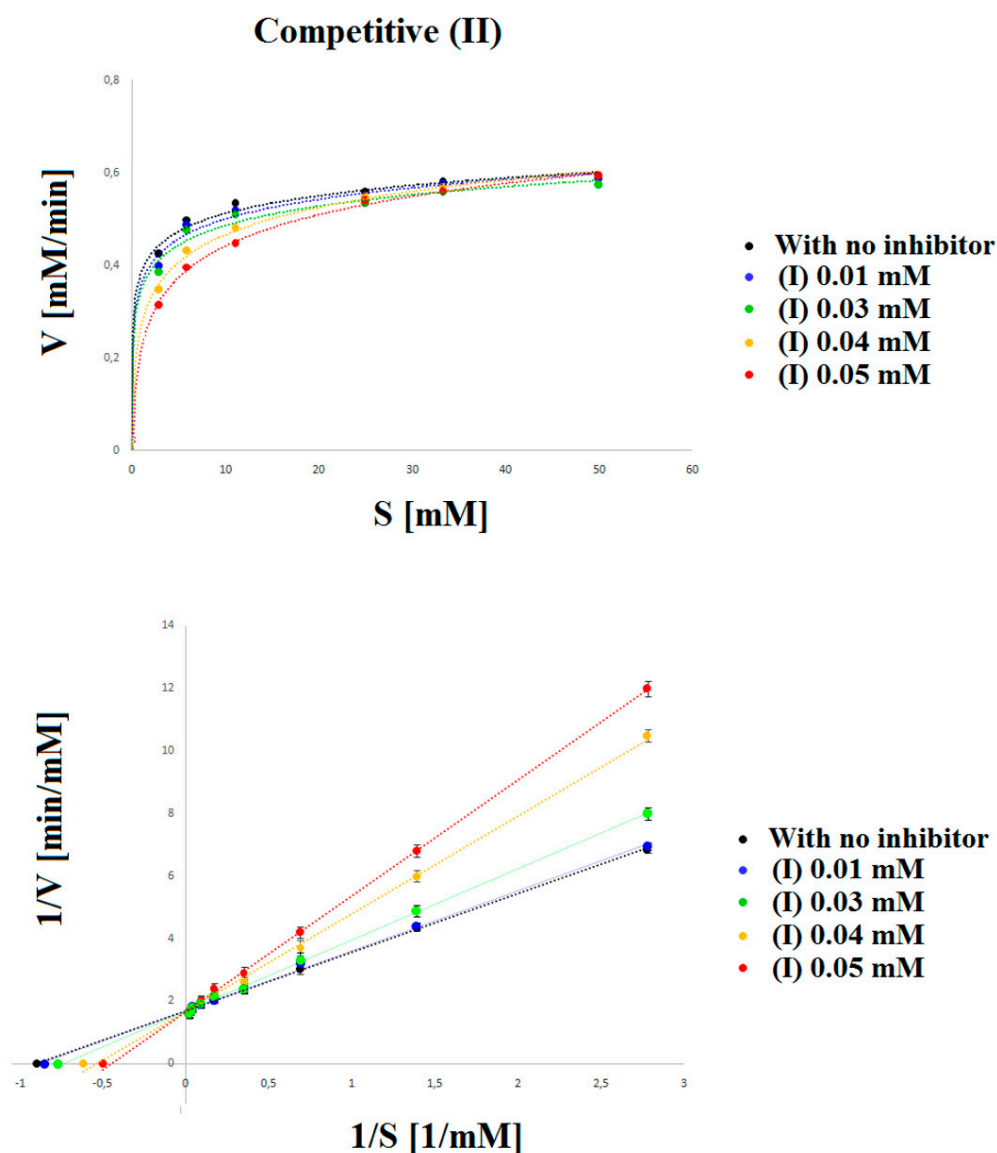 Competitive (II)
0,8
0,6
0,4
0,2
0
0 10 20 30 40 50 60
V [mM/min]
S [mM]
With no inhibitor
(I) 0.01 mM
(I) 0.03 mM
(I) 0.04 mM
(I) 0.05 mM
14
12
10
8
6
4
2
0
-1 -0,5 0 0,5 1 1,5 2 2,5 3
1/V [min/mM]
1/S [1/mM]
With no inhibitor
(I) 0.01 mM
(I) 0.03 mM
(I) 0.04 mM
(I) 0.05 mM